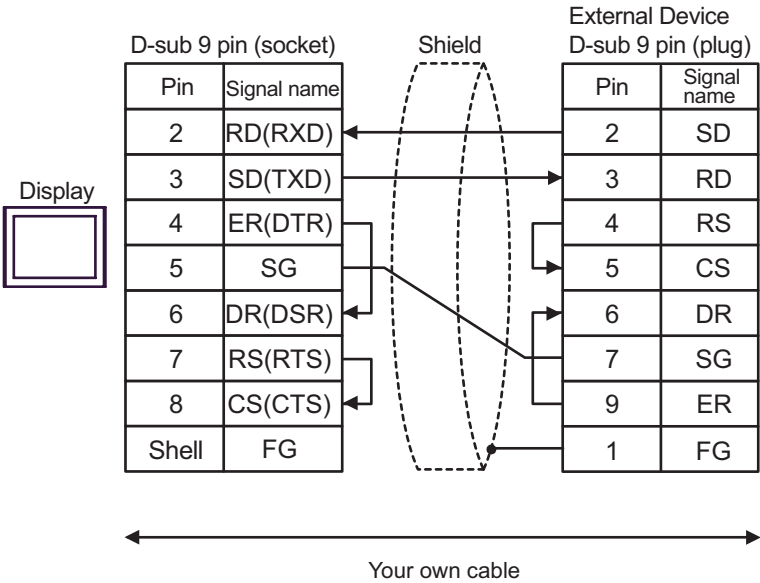 External Device
D-sub 9 pin (socket) Shield D-sub 9 pin (plug)
Pin Signal name Pin Signal name
2 RD(RXD) 2 SD
3 SD(TXD) 3 RD
Display
4 ER(DTR) 4 RS
5 SG 5 CS
6 DR(DSR) 6 DR
7 RS(RTS) 7 SG
8 CS(CTS) 9 ER
Shell FG 1 FG
Your own cable